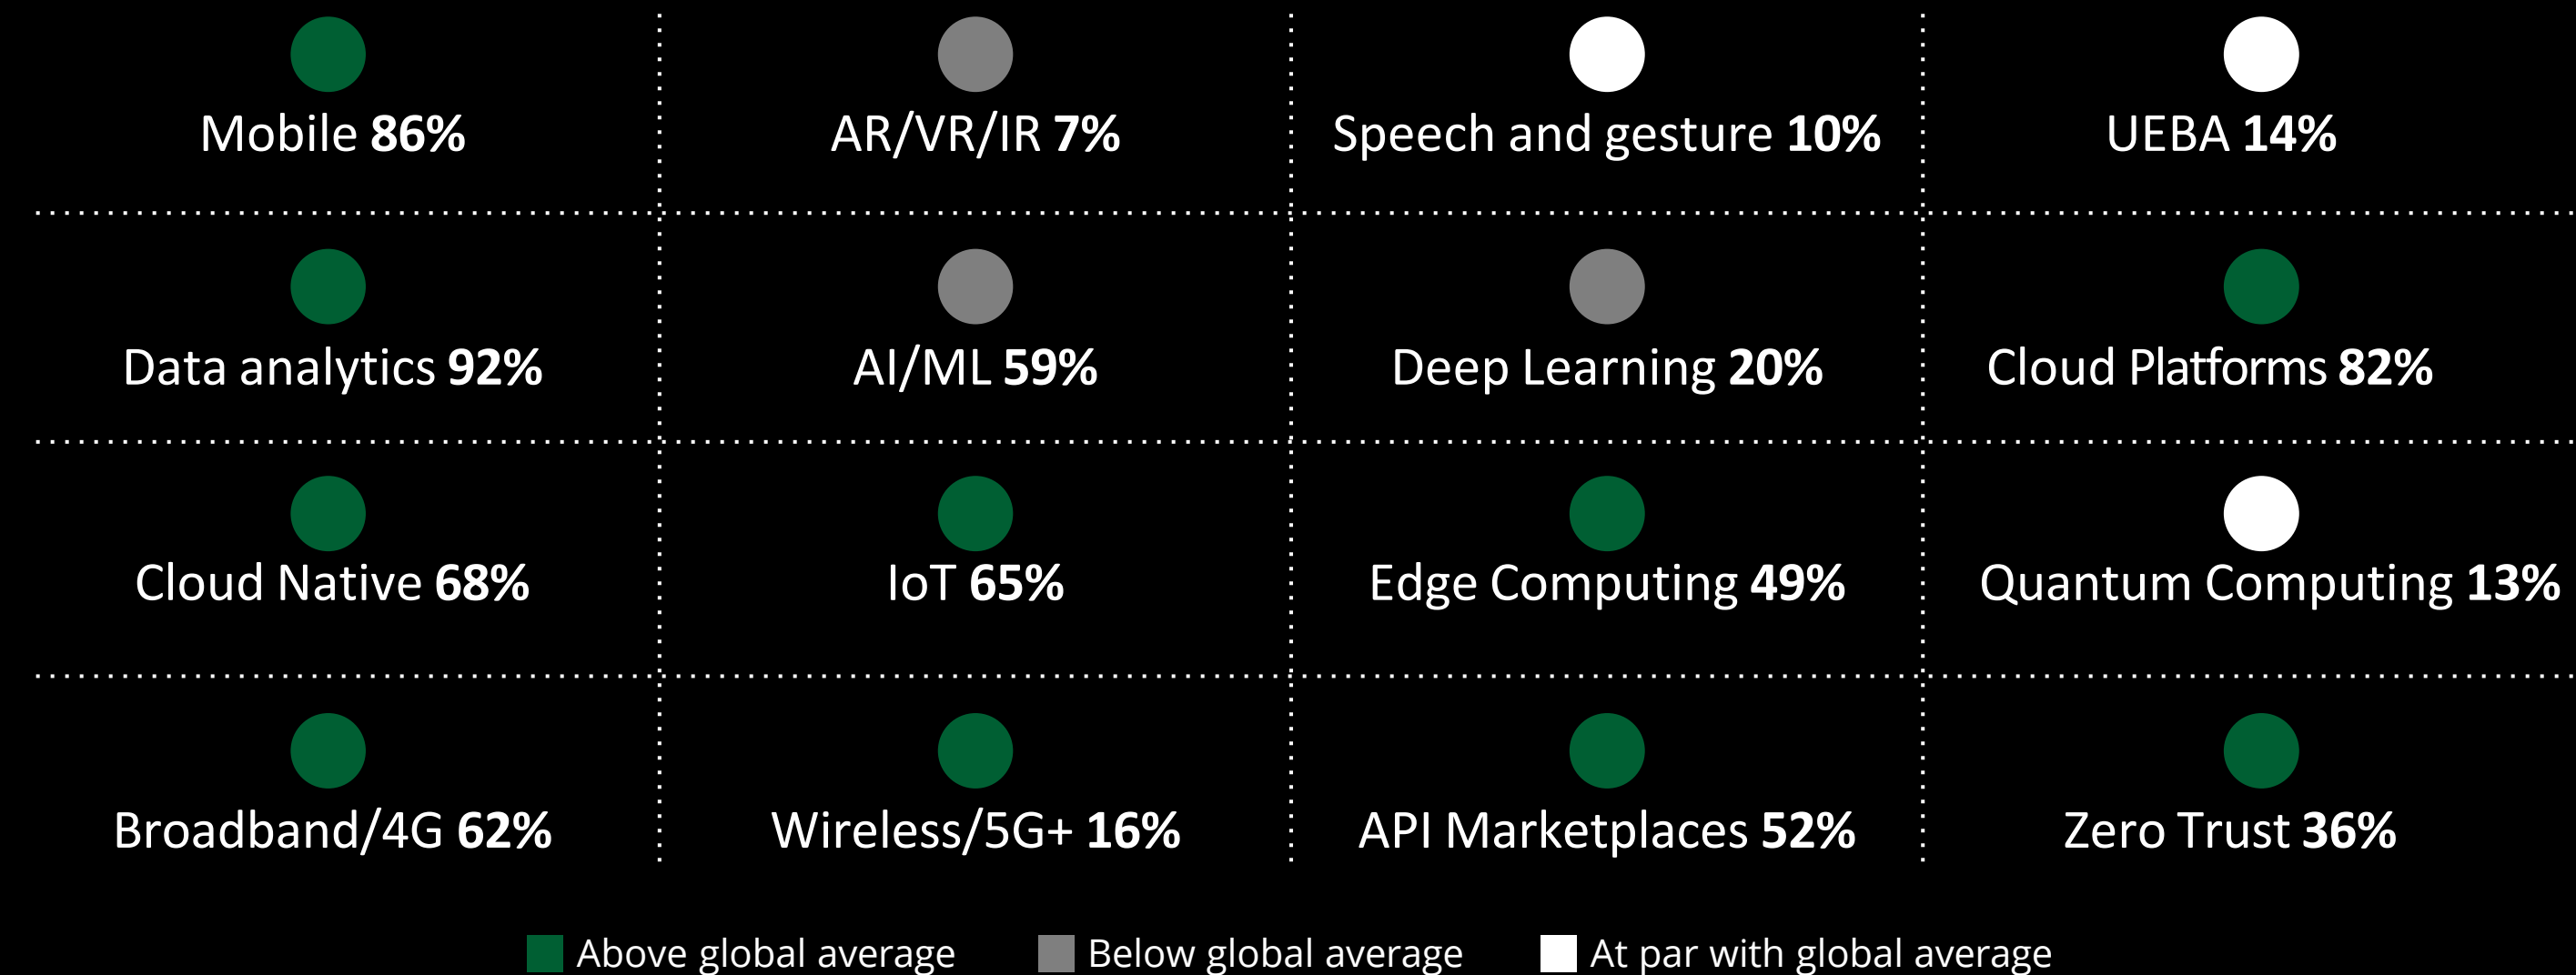 Mobile 86%
AR/VR/IR 7%
Speech and gesture 10%
UEBA 14%
Data analytics 92%
AI/ML 59%
Deep Learning 20%
Cloud Platforms 82%
Cloud Native 68%
IoT 65%
Edge Computing 49%
Quantum Computing 13%
Broadband/4G 62%
Wireless/5G+ 16%
API Marketplaces 52%
Zero Trust 36%
Above global average
Below global average
At par with global average